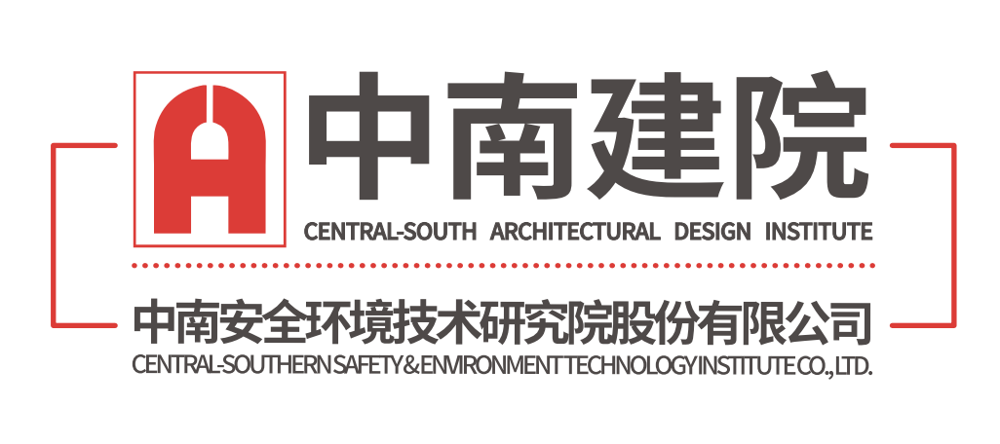 中南建院
CENTRAL-SOUTH ARCHITECTURAL DESIGN INSTITUTE
中南安全环境技术研究院股份有限公司
CENTRAL-SOUTHERN SAFETY & ENVIRONMENT TECHNOLOGY INSTITUTE CO., LTD.